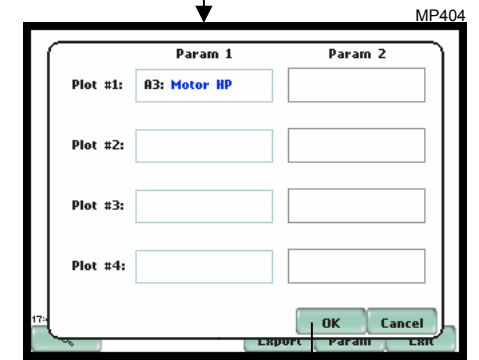 MP404
Param 1 Param 2
Plot #1: A3: Motor HP
Plot #2:
Plot #3:
Plot #4:
OK Cancel
17:
Export Param Exit